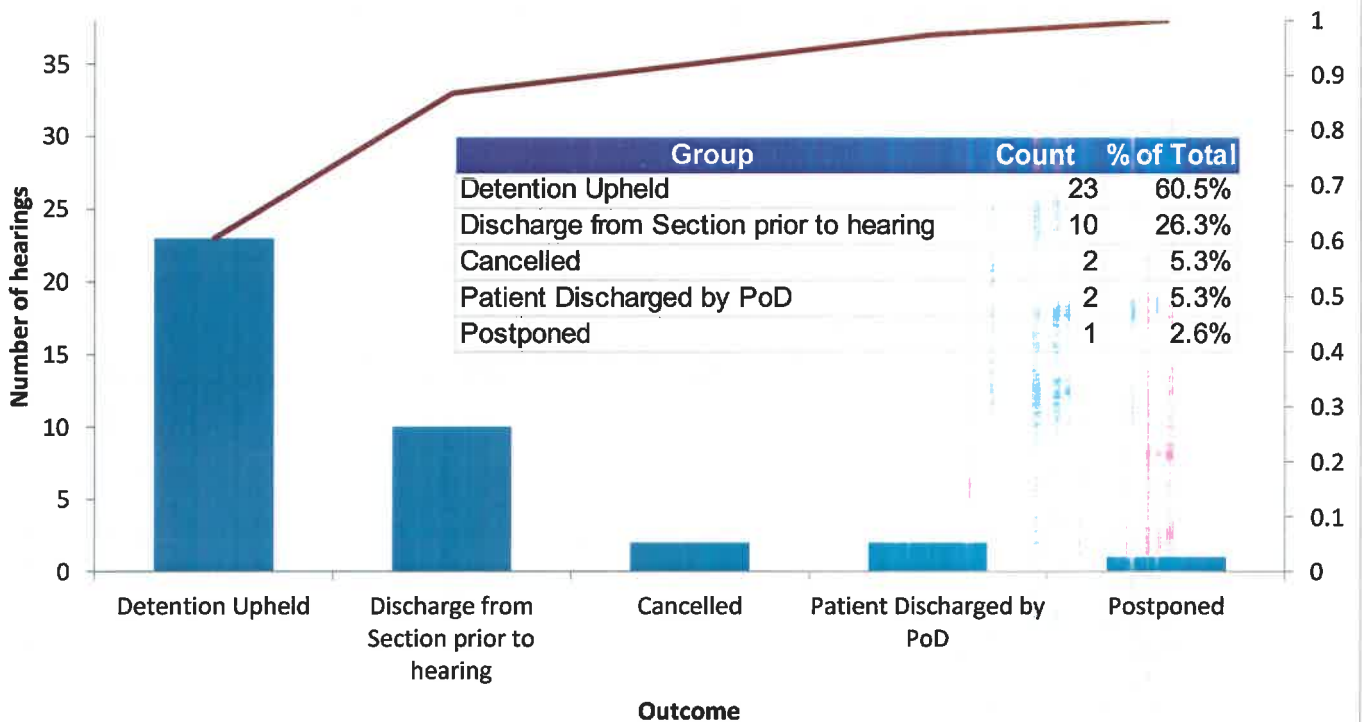 1
35
0.9
30
0.8
Group Count % of Total
Detention Upheld 23 60.5%
0.7
25
Discharge from Section prior to hearing 10 26.3%
0.6
Cancelled 2 5.3%
20
Patient Discharged by PoD 2 5.3%
0.5
Postponed 1 2.6%
15
0.4
10
0.3
0.2
5
0.1
0
0
Number of hearings
Detention Upheld
Discharge from
Section prior to
hearing
Cancelled
Patient Discharged by
PoD
Postponed
Outcome